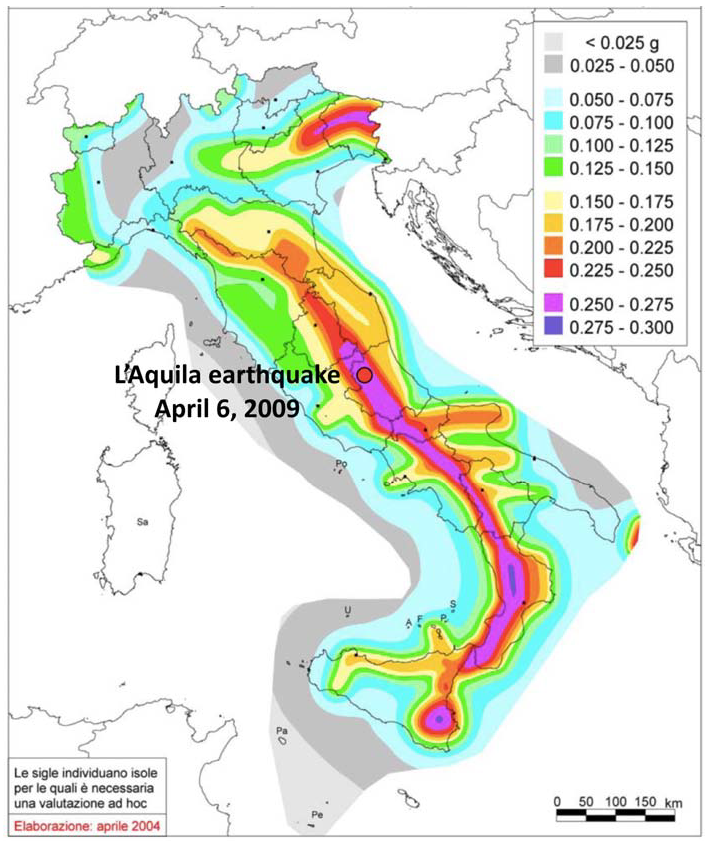 < 0.025 g
0.025 - 0.050
0.050 - 0.075
0.075 - 0.100
0.100 - 0.125
0.125 - 0.150
0.150 - 0.175
0.175 - 0.200
0.200 - 0.225
0.225 - 0.250
0.250 - 0.275
0.275 - 0.300
L'Aquila earthquake
April 6, 2009
Po
Sa
U
S
A F P
Pa
Pe
Le sigle individuano isole
per le quali è necessaria
una valutazione ad hoc
Elaborazione: aprile 2004
0 50 100 150 km